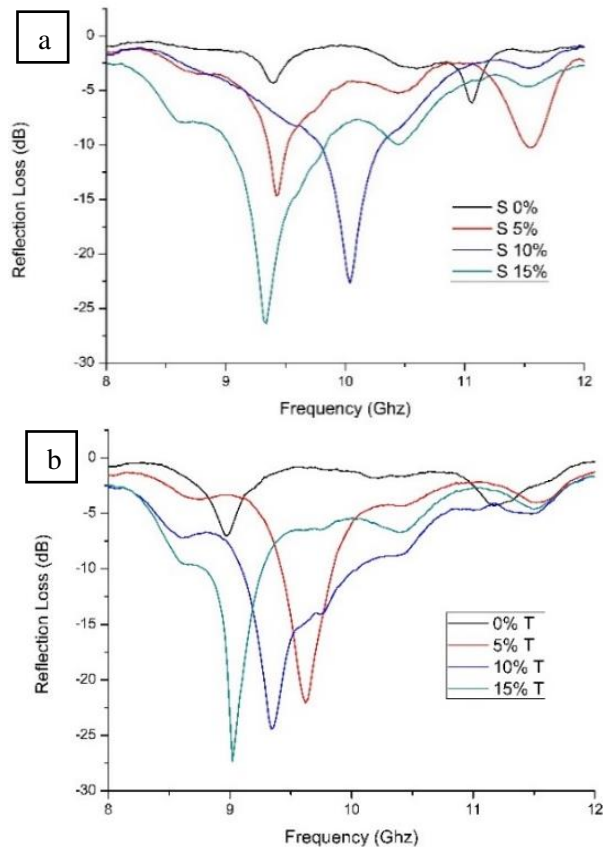 a
0
-5
-10
-15
-20
-25
-30
Reflection Loss (dB)
S 0%
S 5%
S 10%
S 15%
8 9 10 11 12
Frequency (Ghz)
b
0
-5
-10
-15
-20
-25
-30
Reflection Loss (dB)
0% T
5% T
10% T
15% T
8 9 10 11 12
Frequency (Ghz)